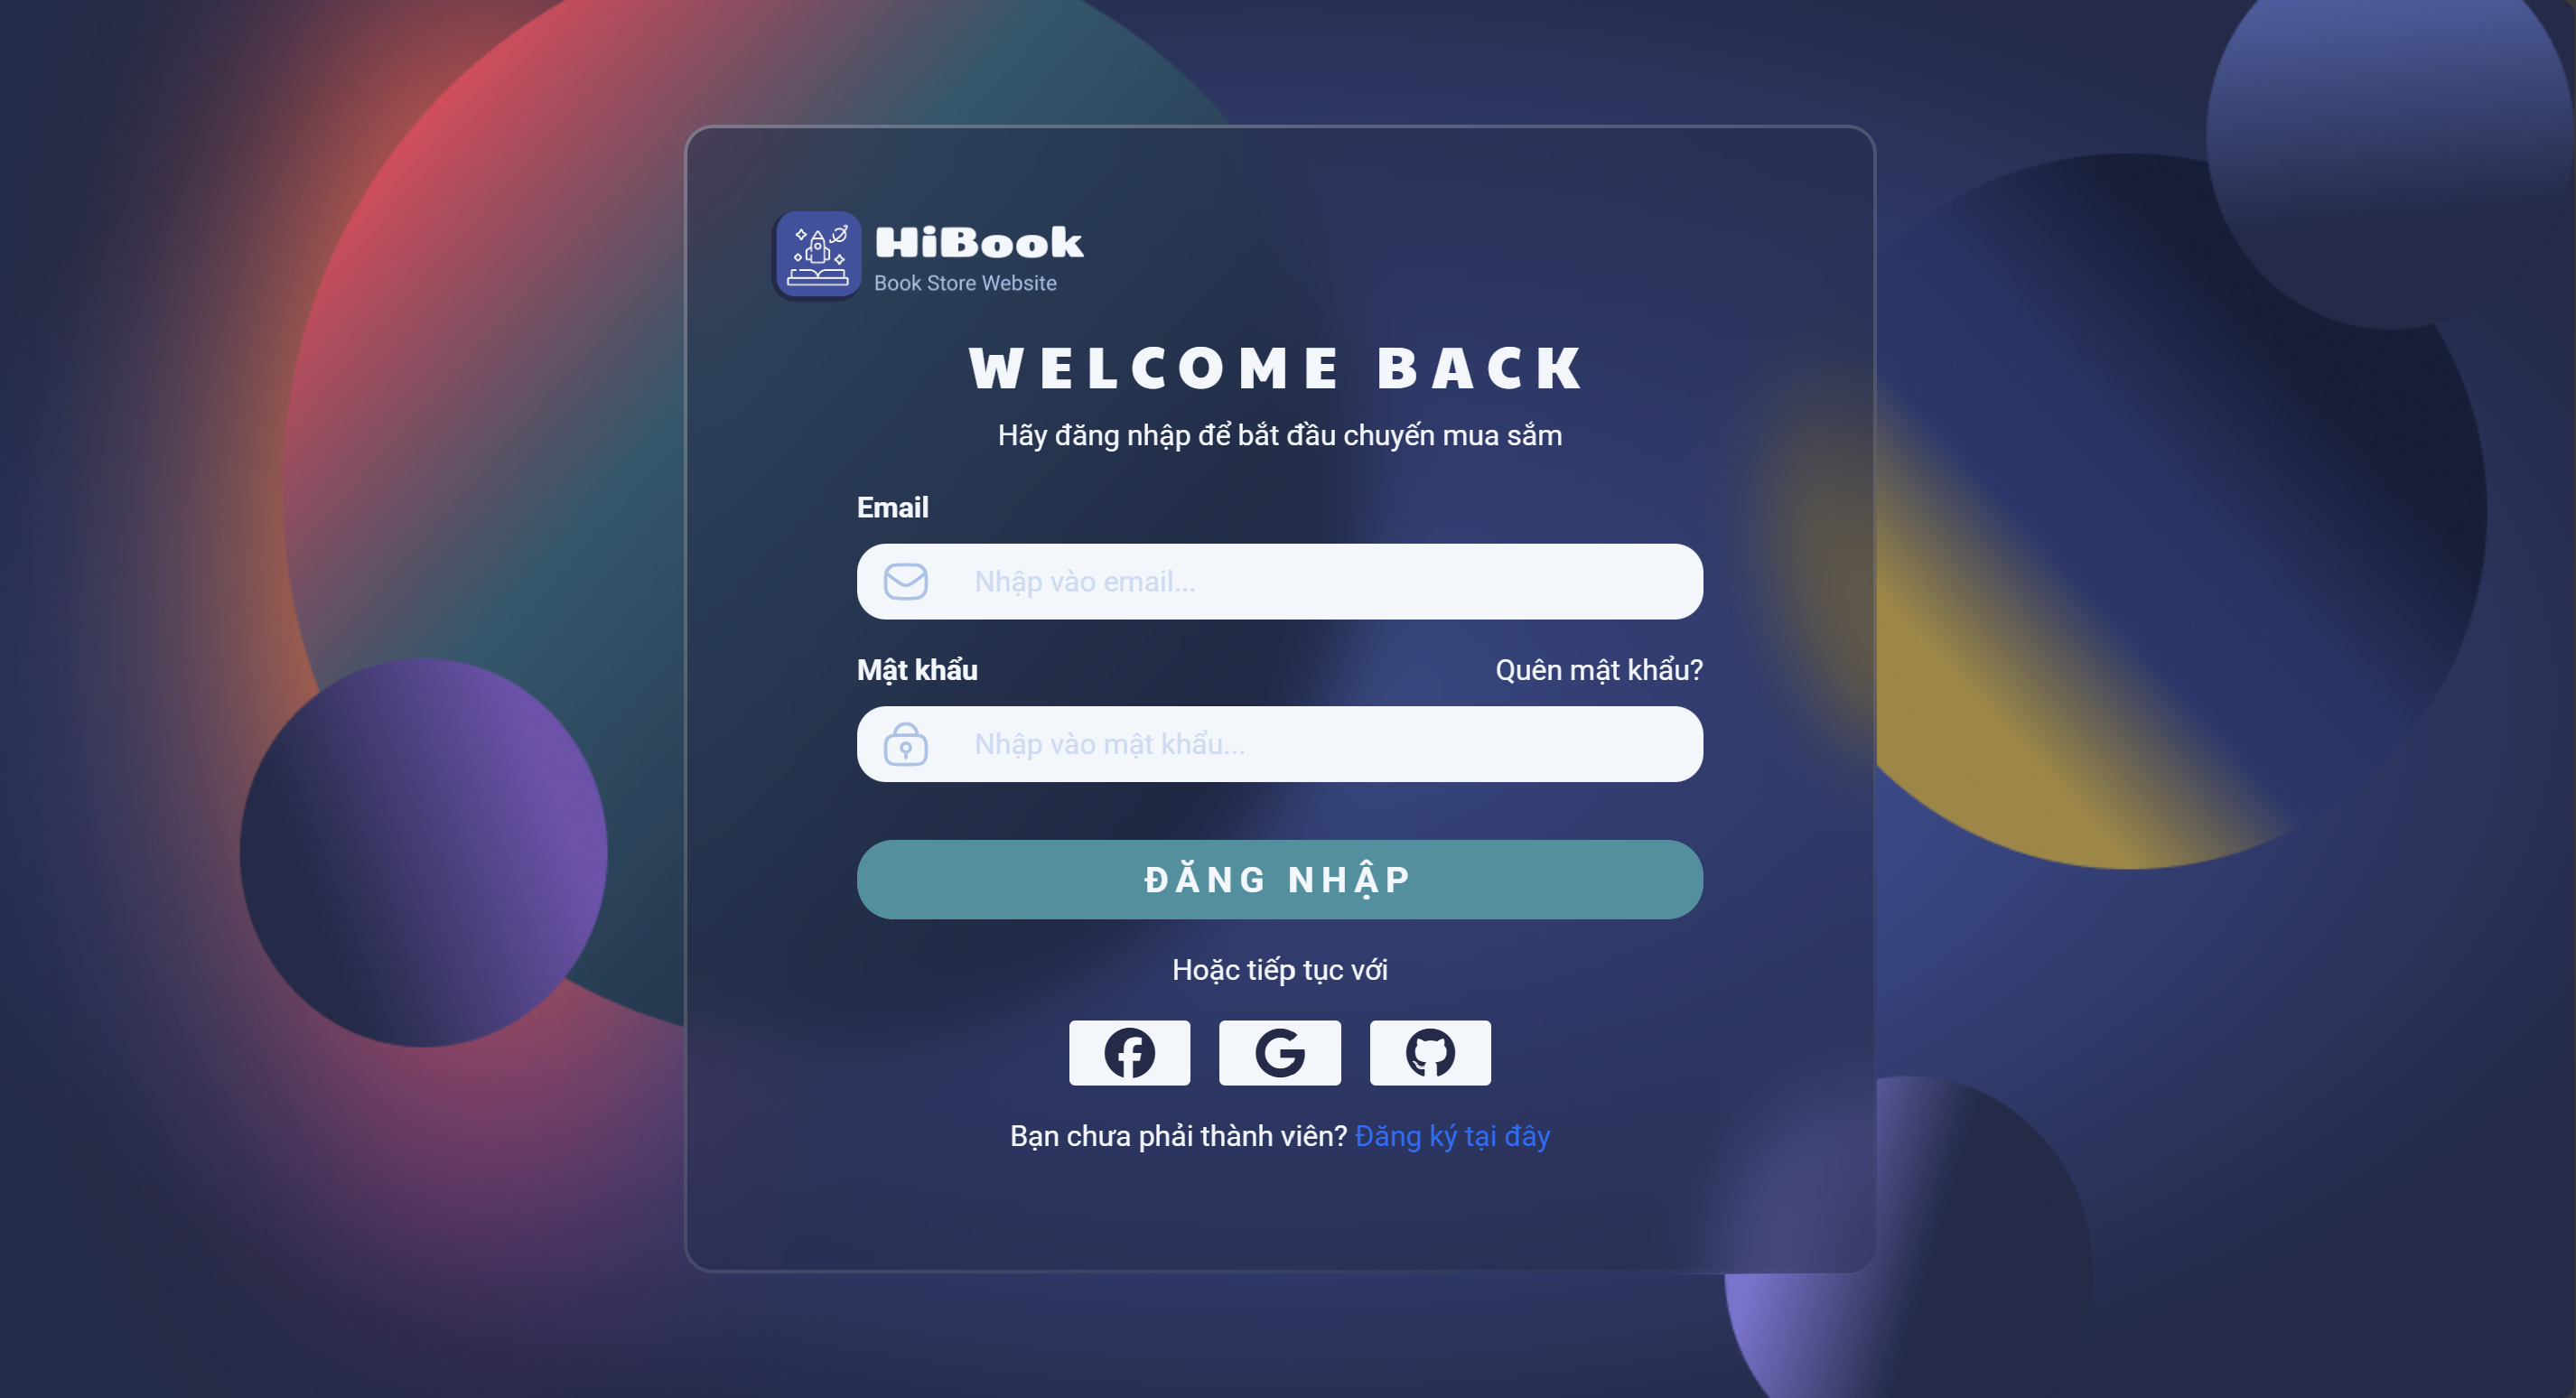 HiBook
Book Store Website
WELCOME BACK
Hãy đăng nhập để bắt đầu chuyến mua sắm
Email
Nhập vào email...
Mật khẩu
Quên mật khẩu?
Nhập vào mật khẩu...
ĐĂNG NHẬP
Hoặc tiếp tục với
Bạn chưa phải thành viên? Đăng ký tại đây